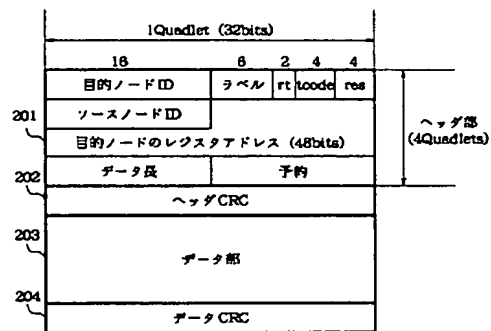 1Quadlet (32bits)
16 6 2 4 4
目的ノードID ラベル rt tcode res
ソースノードID
目的ノードのレジスタアドレス (48bits)
データ長 予約
ヘッダCRC
データ部
データCRC
ヘッダ部
(4Quadlets)
201
202
203
204